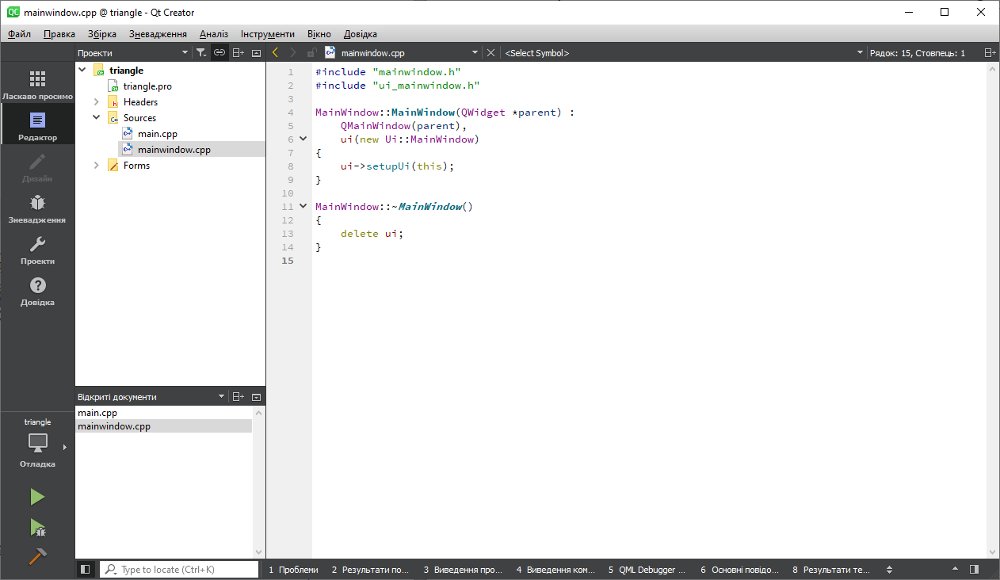 QC mainwindow.cpp @ triangle - Qt Creator
Файл Правка Збірка Зневадження Аналіз Інструменти Вікно Довідка
Проекти
mainwindow.cpp
<Select Symbol>
Рядок: 15, Стовпець: 1
Ласкаво просимо
Редактор
Дизайн
Зневадження
Проекти
Довідка
triangle
Отладка
triangle
triangle.pro
Headers
Sources
main.cpp
mainwindow.cpp
Forms
Відкриті документи
main.cpp
mainwindow.cpp
1 #include "mainwindow.h"
2 #include "ui_mainwindow.h"
3
4 MainWindow::MainWindow(QWidget *parent) :
5     QMainWindow(parent),
6     ui(new Ui::MainWindow)
7 {
8     ui->setupUi(this);
9 }
10
11 MainWindow::~MainWindow()
12 {
13     delete ui;
14 }
15
Type to locate (Ctrl+K)
1 Проблеми 2 Результати по... 3 Виведення про... 4 Виведення ком... 5 QML Debugger ... 6 Основні повідо... 8 Результати те...